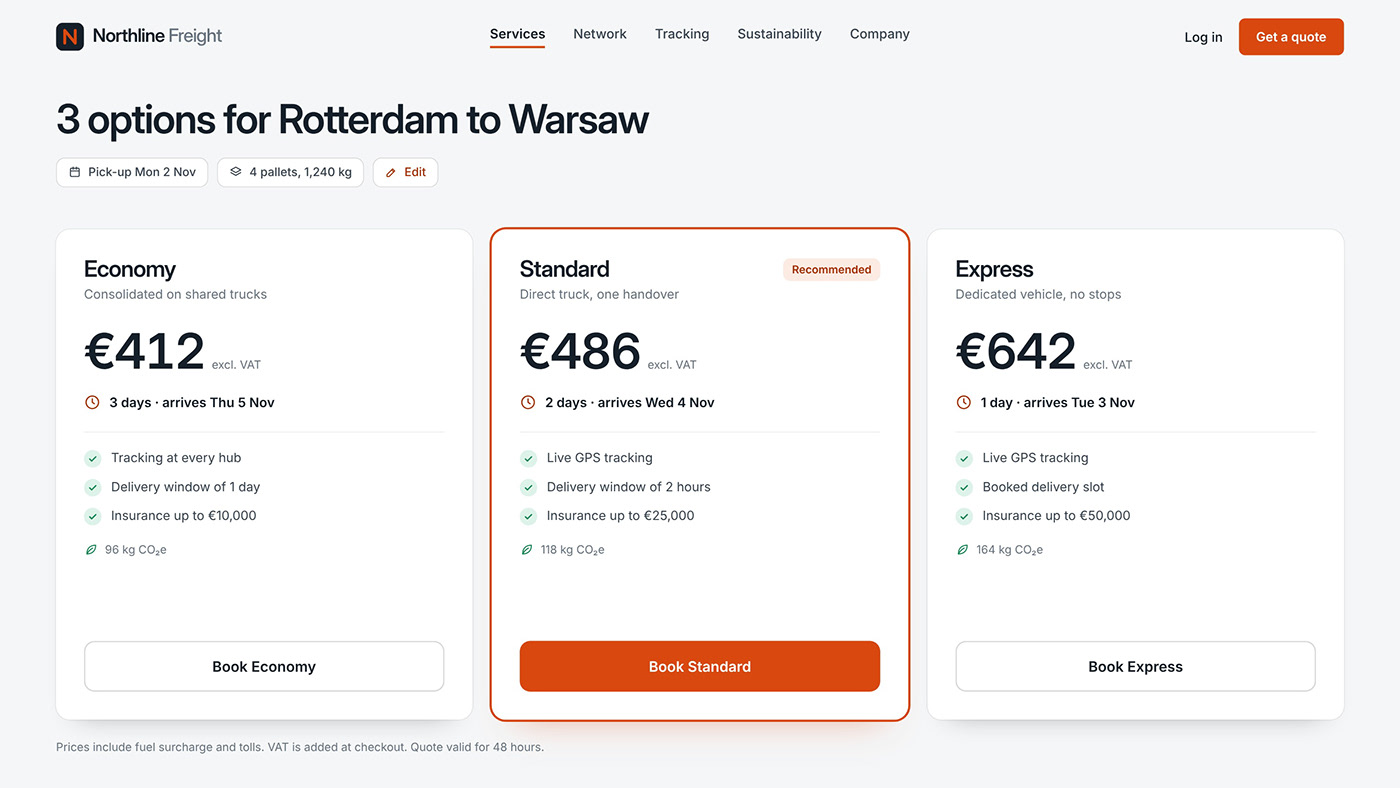 N Northline Freight
Services Network Tracking Sustainability Company
Log in
Get a quote
3 options for Rotterdam to Warsaw
Pick-up Mon 2 Nov
4 pallets, 1,240 kg
Edit
Economy
Consolidated on shared trucks
€412 excl. VAT
3 days · arrives Thu 5 Nov
Tracking at every hub
Delivery window of 1 day
Insurance up to €10,000
96 kg CO₂e
Book Economy
Standard
Recommended
Direct truck, one handover
€486 excl. VAT
2 days · arrives Wed 4 Nov
Live GPS tracking
Delivery window of 2 hours
Insurance up to €25,000
118 kg CO₂e
Book Standard
Express
Dedicated vehicle, no stops
€642 excl. VAT
1 day · arrives Tue 3 Nov
Live GPS tracking
Booked delivery slot
Insurance up to €50,000
164 kg CO₂e
Book Express
Prices include fuel surcharge and tolls. VAT is added at checkout. Quote valid for 48 hours.